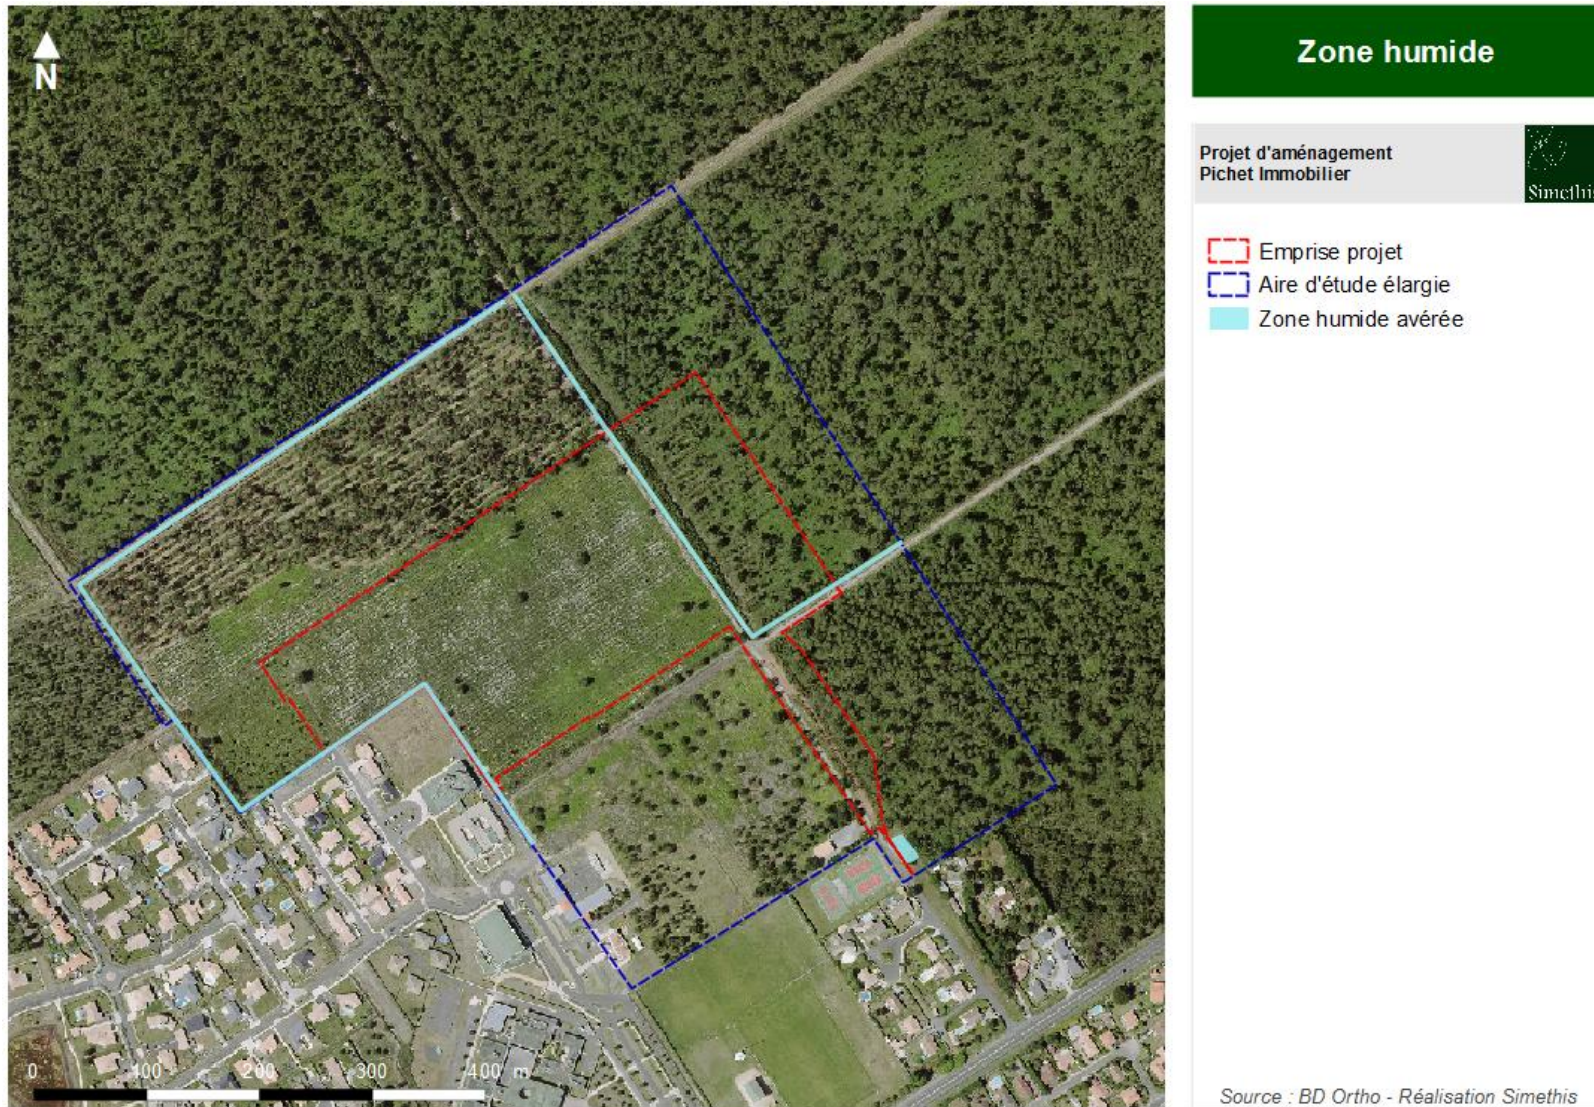 N
Zone humide
Projet d'aménagement
Pichet Immobilier
Simethis
Emprise projet
Aire d'étude élargie
Zone humide avérée
0 100 200 300 400 m
Source : BD Ortho - Réalisation Simethis